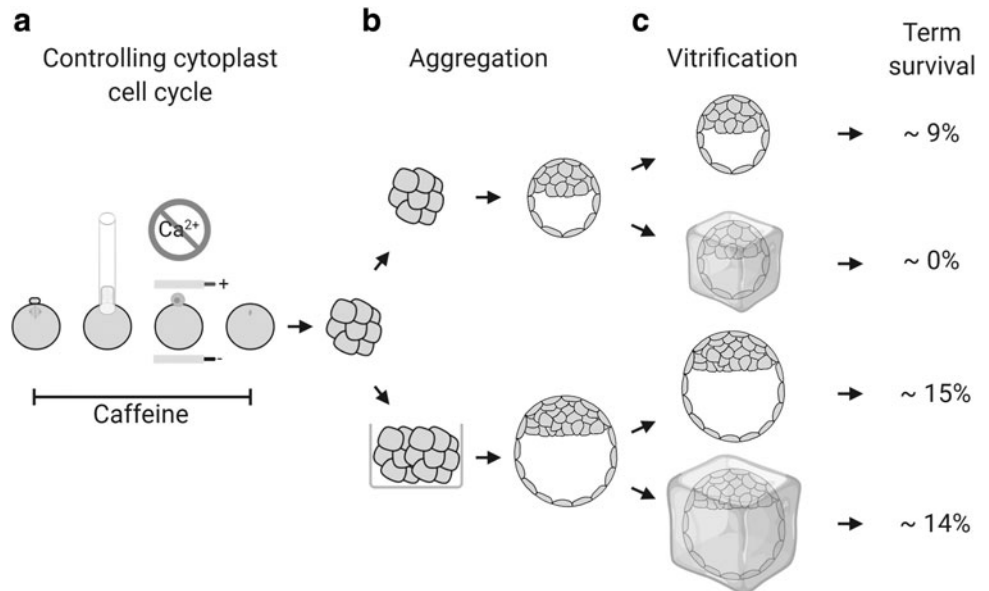 a
Controlling cytoplast
cell cycle
b
Aggregation
c
Vitrification
Term
survival
Ca²⁺
+
-
Caffeine
~ 9%
~ 0%
~ 15%
~ 14%